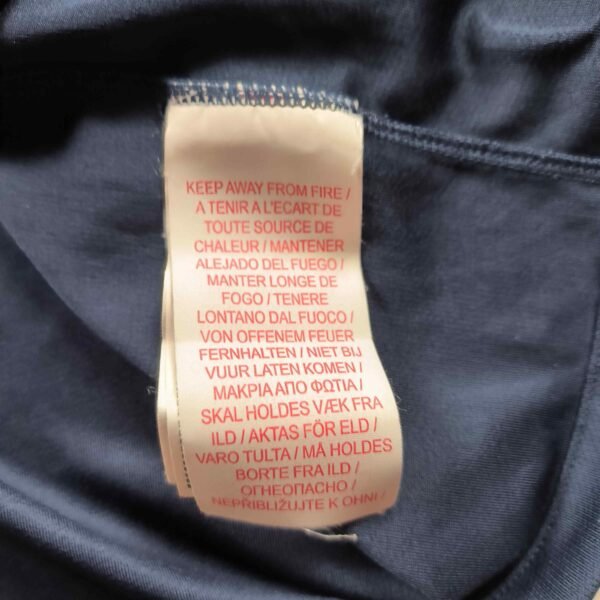 KEEP AWAY FROM FIRE /
A TENIR A L'ECART DE
TOUTE SOURCE DE
CHALEUR / MANTENER
ALEJADO DEL FUEGO /
MANTER LONGE DE
FOGO / TENERE
LONTANO DAL FUOCO /
VON OFFENEM FEUER
FERNHALTEN / NIET BIJ
VUUR LATEN KOMEN /
ΜΑΚΡΙΑ ΑΠΟ ΦΩΤΙΑ /
SKAL HOLDES VÆK FRA
ILD / AKTAS FÖR ELD /
VARO TULTA / MÅ HOLDES
BORTE FRA ILD /
ОГНЕОПАСНО /
NEPŘIBLIŽUJTE K OHNI /